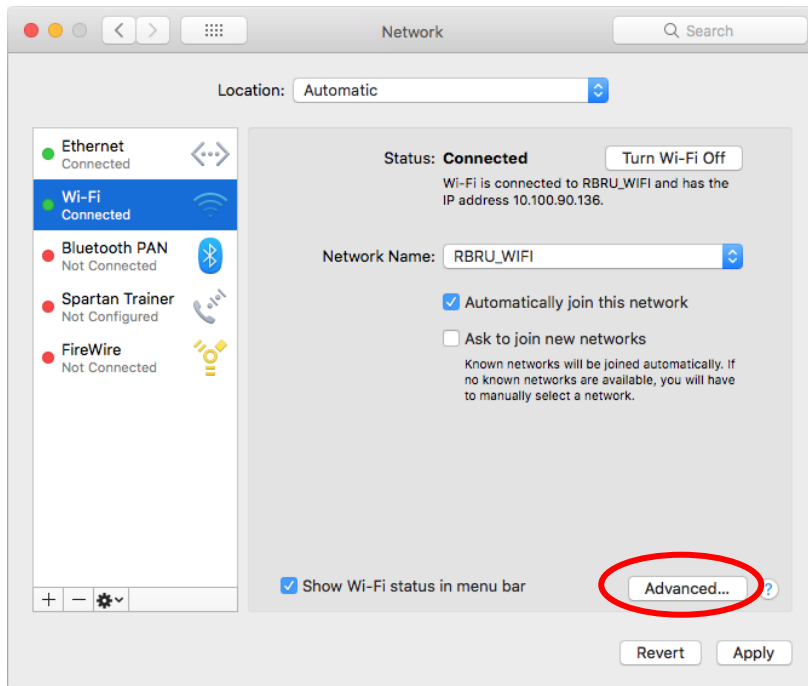 Network
Search
Location: Automatic
Ethernet
Connected
Wi-Fi
Connected
Bluetooth PAN
Not Connected
Spartan Trainer
Not Configured
FireWire
Not Connected
Status: Connected
Turn Wi-Fi Off
Wi-Fi is connected to RBRU_WIFI and has the
IP address 10.100.90.136.
Network Name: RBRU_WIFI
Automatically join this network
Ask to join new networks
Known networks will be joined automatically. If
no known networks are available, you will have
to manually select a network.
Show Wi-Fi status in menu bar
Advanced...
?
Revert
Apply